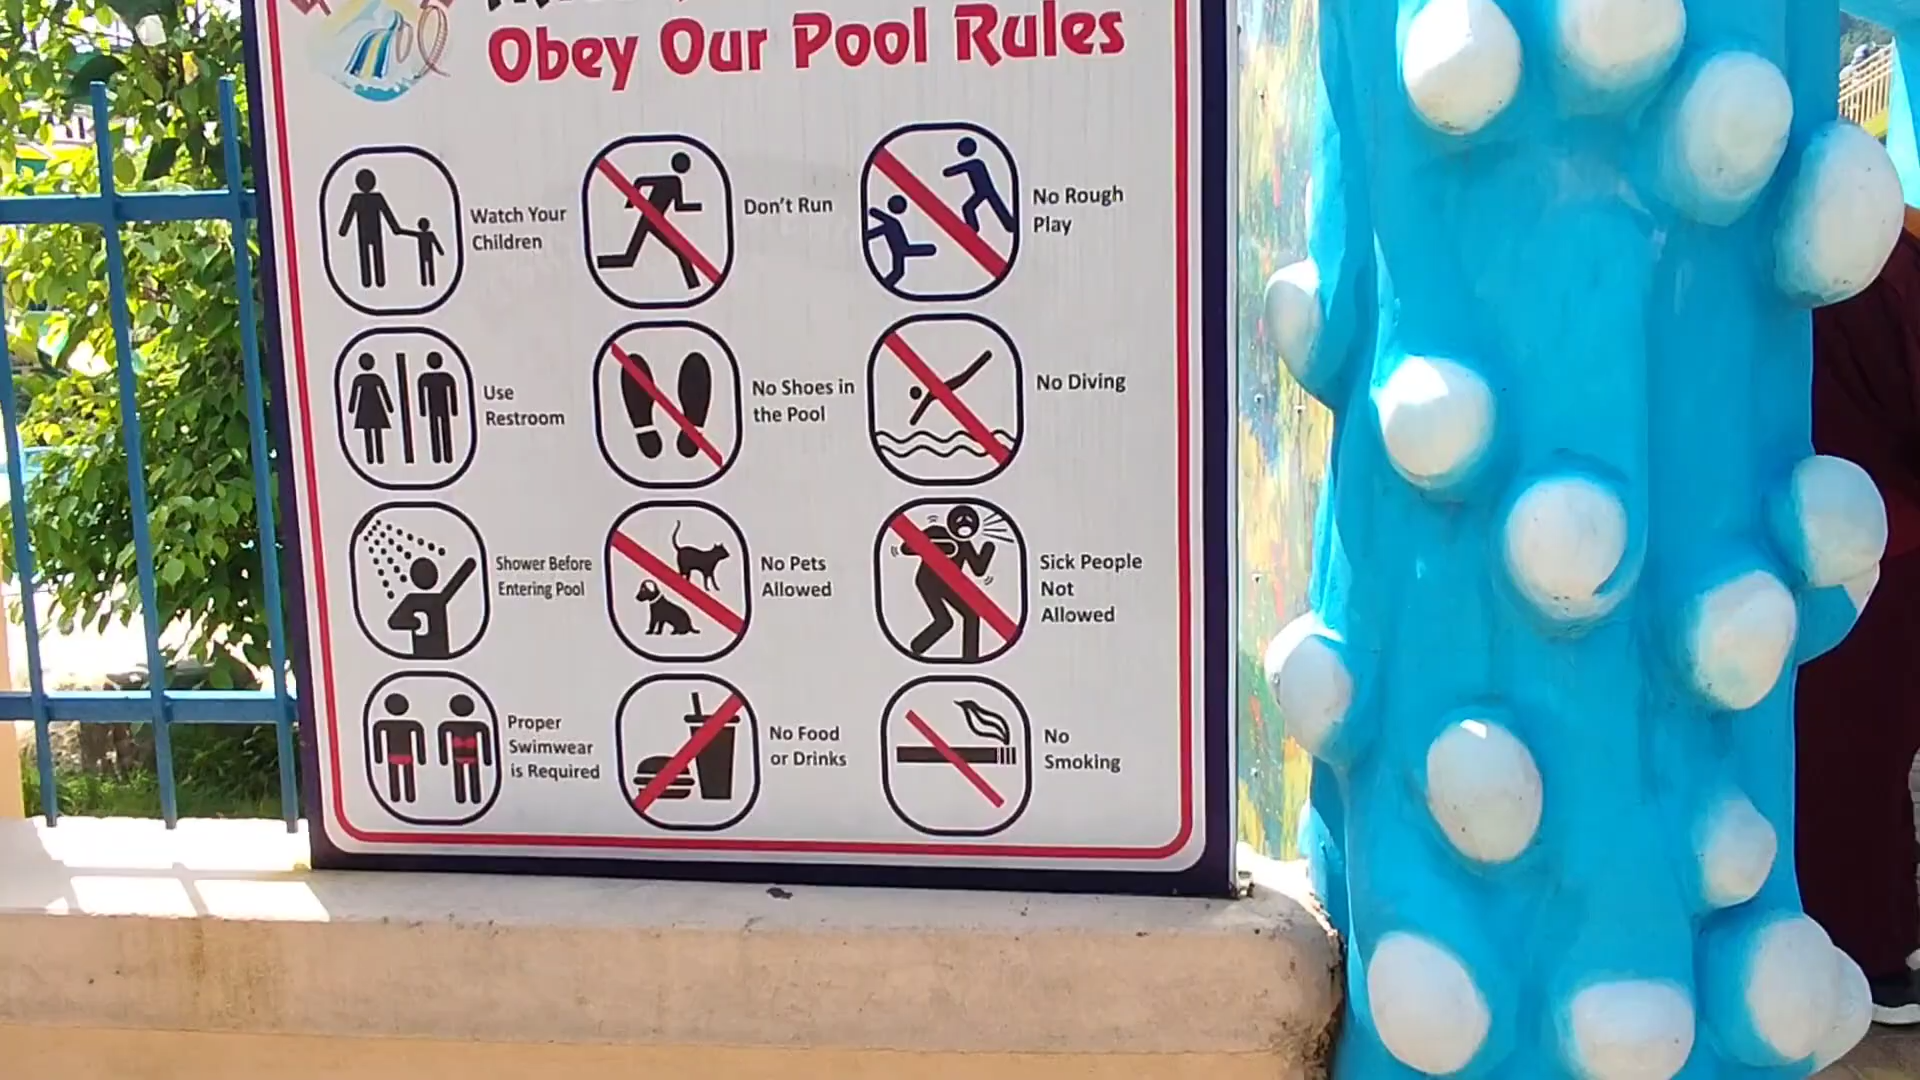 Obey Our Pool Rules
Watch Your
Children
Don't Run
No Rough
Play
Use
Restroom
No Shoes in
the Pool
No Diving
Shower Before
Entering Pool
No Pets
Allowed
Sick People
Not
Allowed
Proper
Swimwear
is Required
No Food
or Drinks
No
Smoking